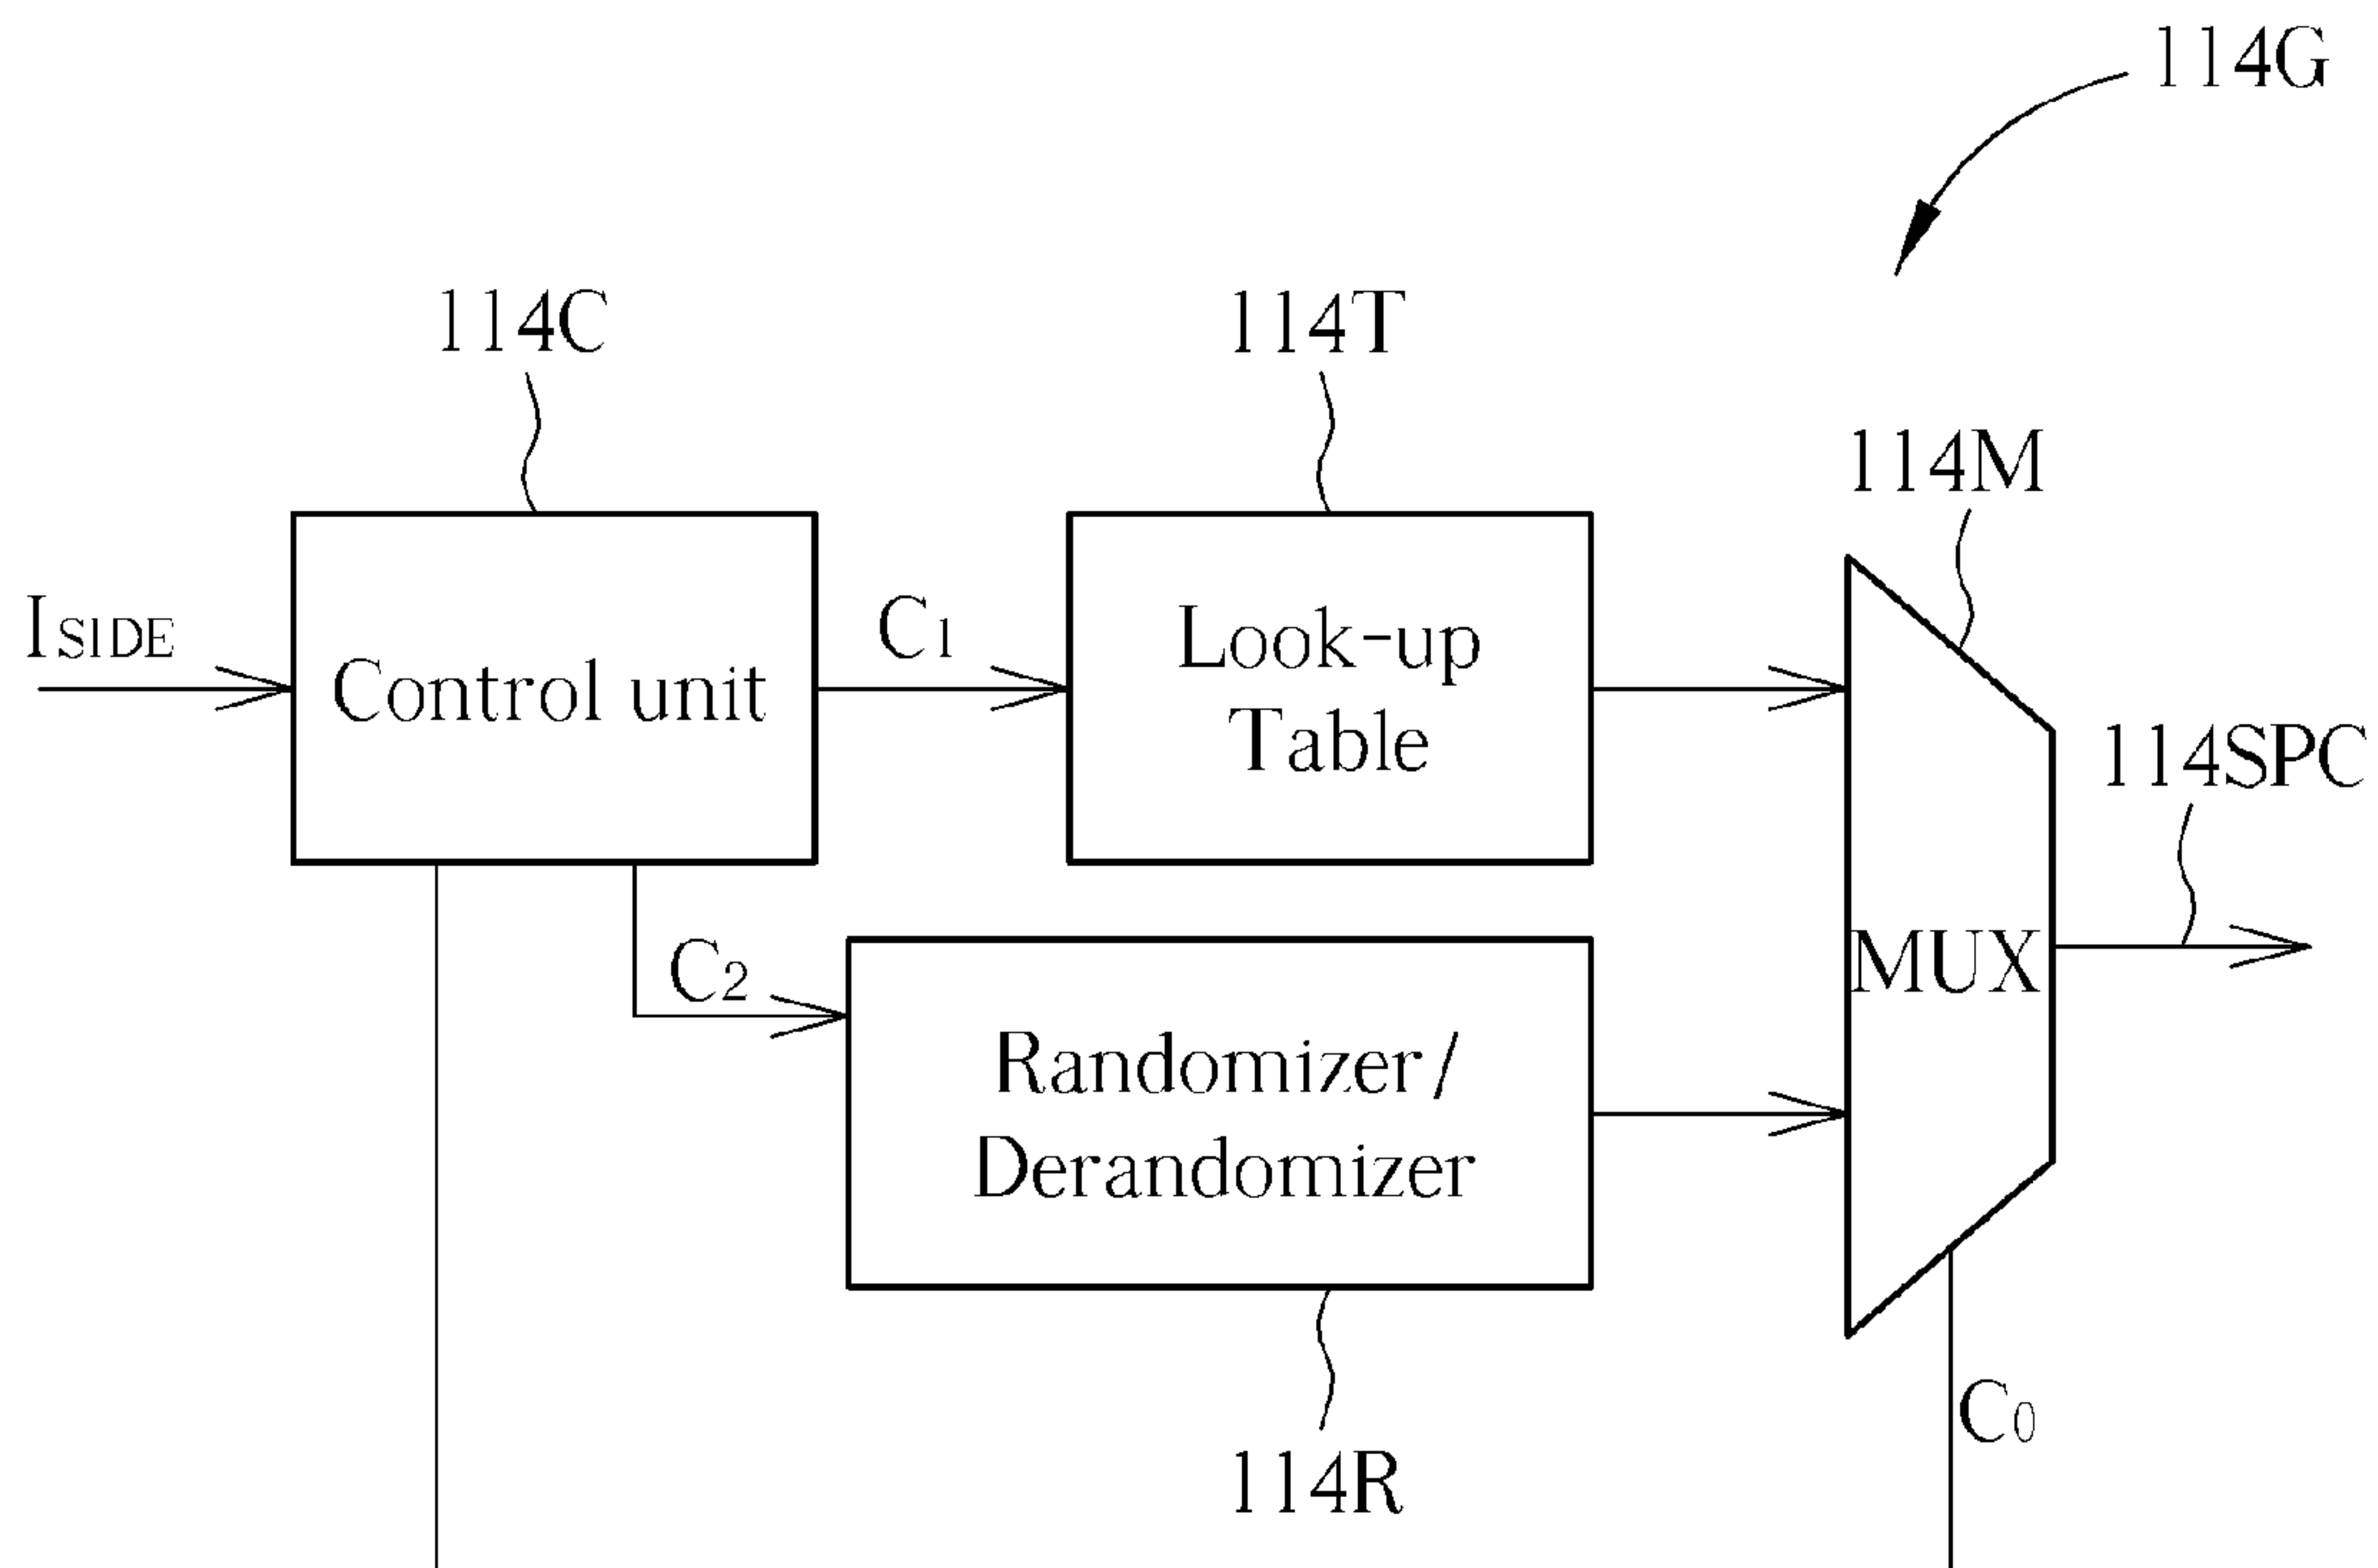 114G
114C
114T
114M
ISIDE
Control unit
C1
Look-up
Table
114SPC
C2
MUX
Randomizer/
Derandomizer
C0
114R